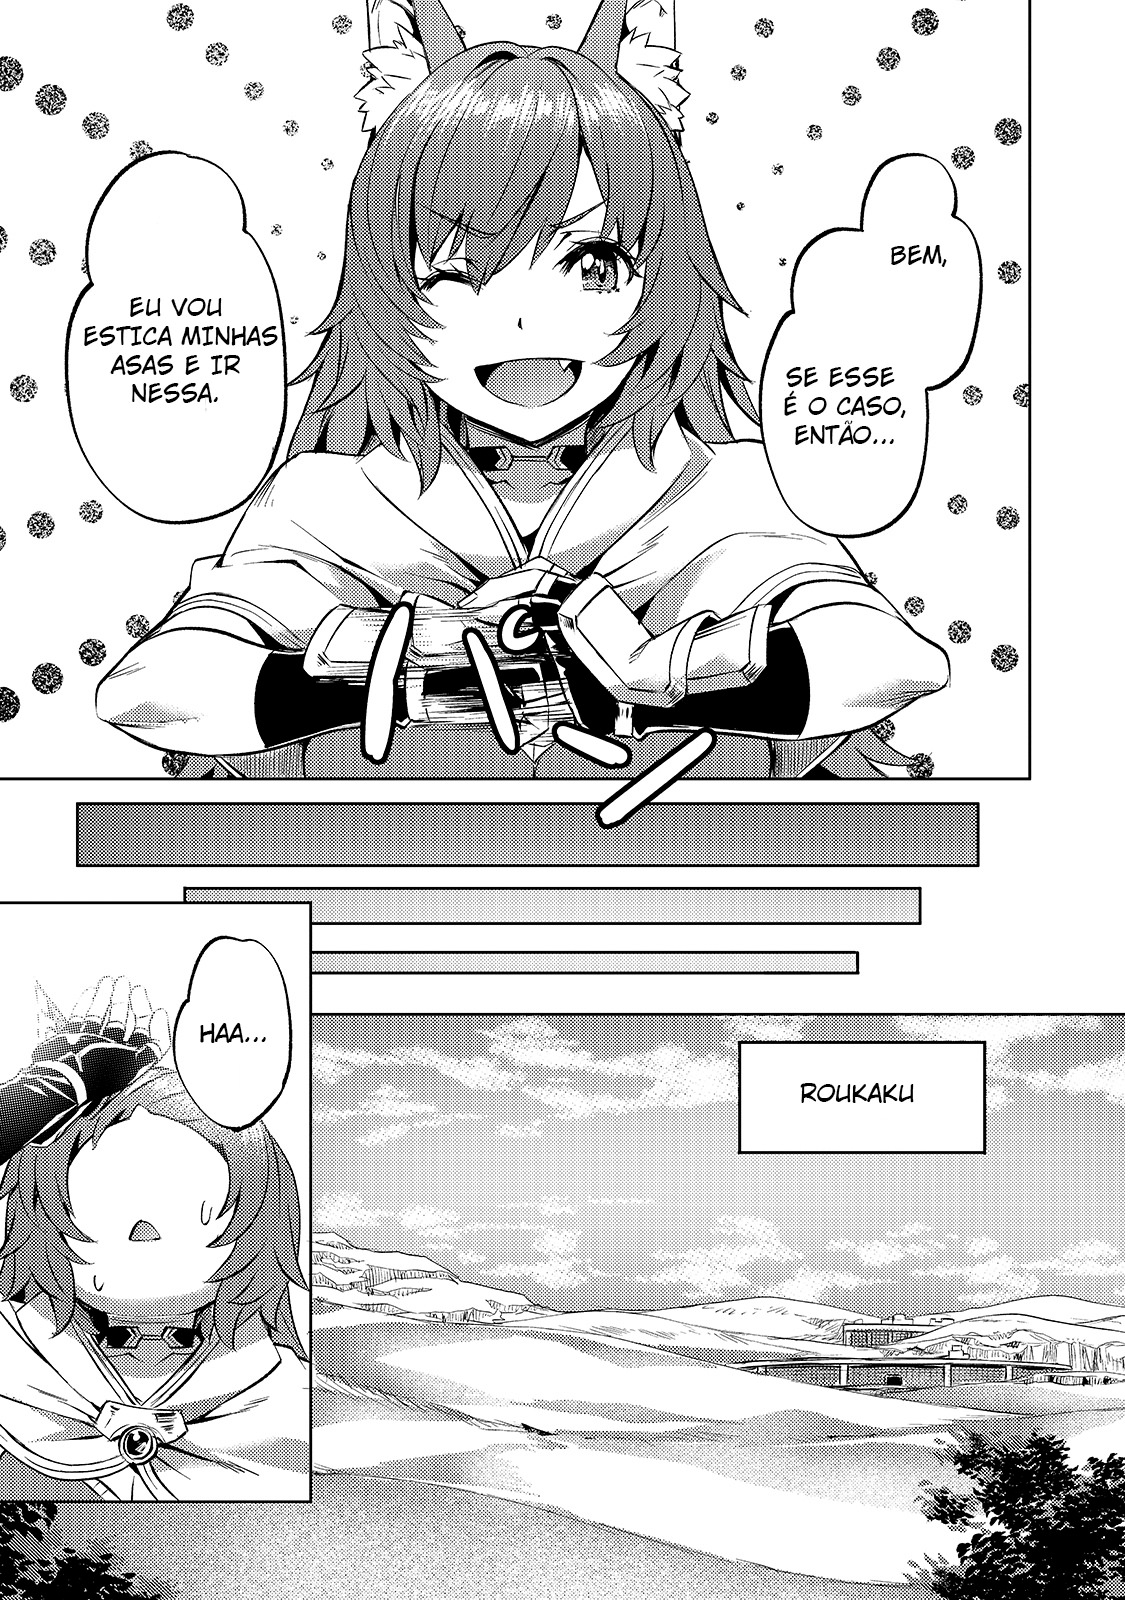 BEM,
SE ESSE
É O CASO,
ENTÃO...
EU VOU
ESTICA MINHAS
ASAS E IR
NESSA.
ROUKAKU
HAA...